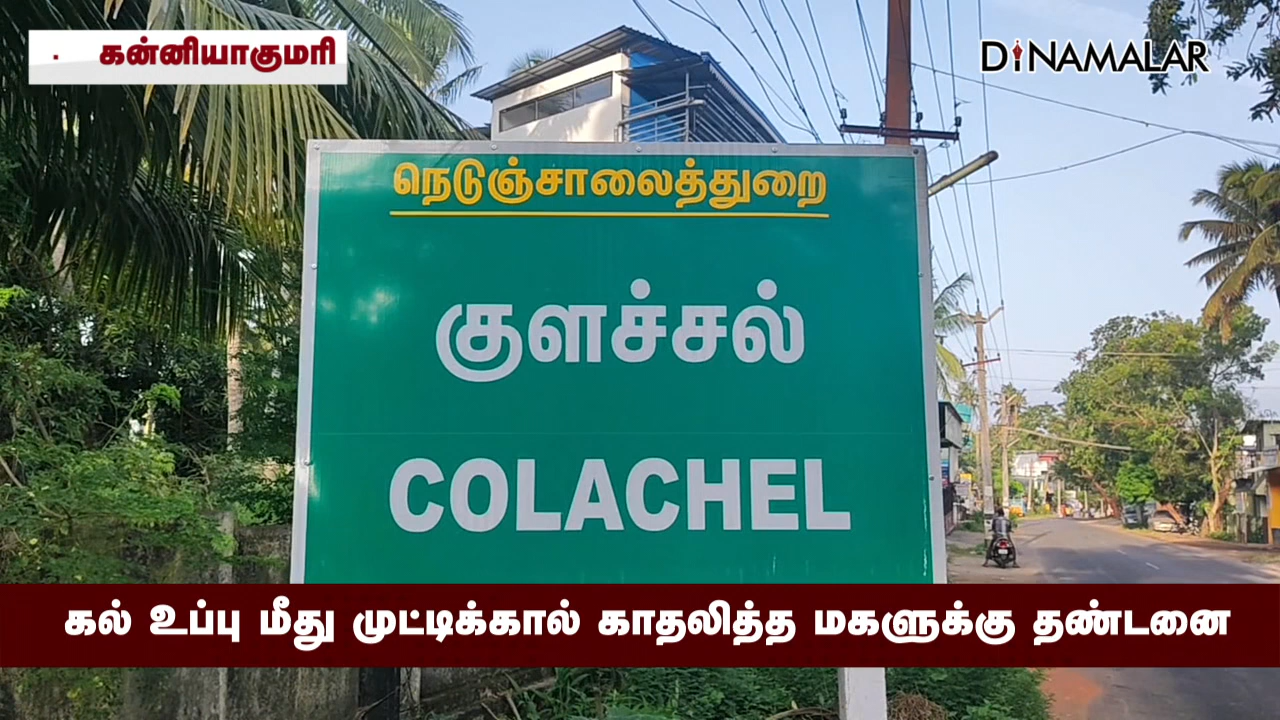 கன்னியாகுமரி
DINAMALAR
நெடுஞ்சாலைத்துறை
குளச்சல்
COLACHEL
கல் உப்பு மீது முட்டிக்கால் காதலித்த மகளுக்கு தண்டனை